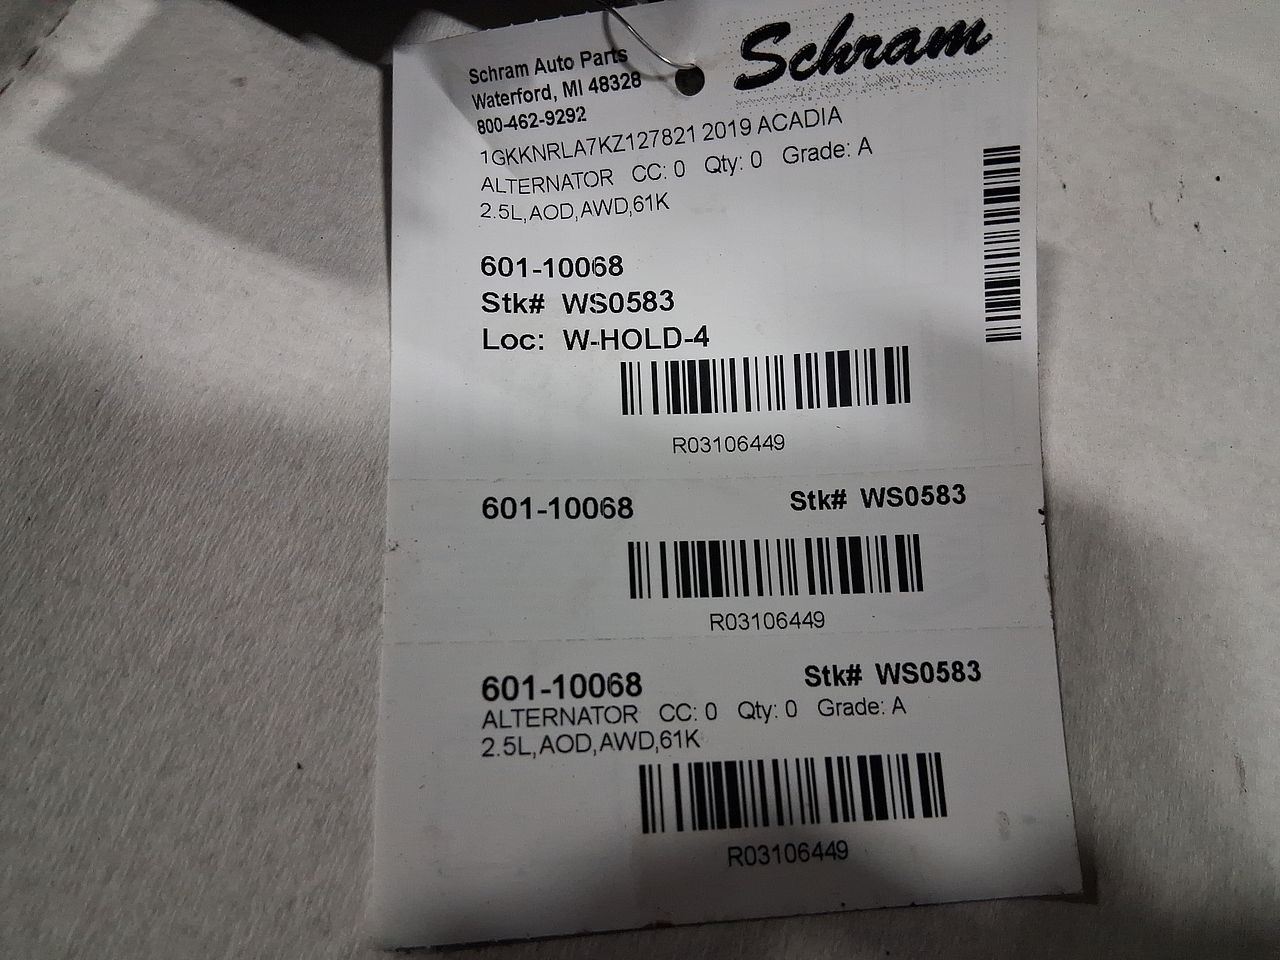 Schram
Schram Auto Parts
Waterford, MI 48328
800-462-9292
1GKKNRLA7KZ127821 2019 ACADIA
ALTERNATOR CC: 0 Qty: 0 Grade: A
2.5L,AOD,AWD,61K
601-10068
Stk# WS0583
Loc: W-HOLD-4
R03106449
601-10068 Stk# WS0583
R03106449
601-10068 Stk# WS0583
ALTERNATOR CC: 0 Qty: 0 Grade: A
2.5L,AOD,AWD,61K
R03106449